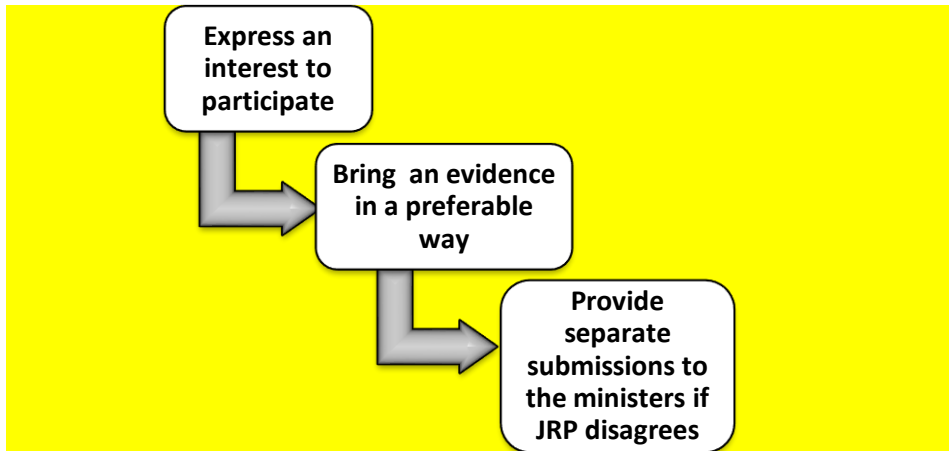 Express an
interest to
participate
Bring  an evidence
in a preferable
way
Provide
separate
submissions to
the ministers if
JRP disagrees